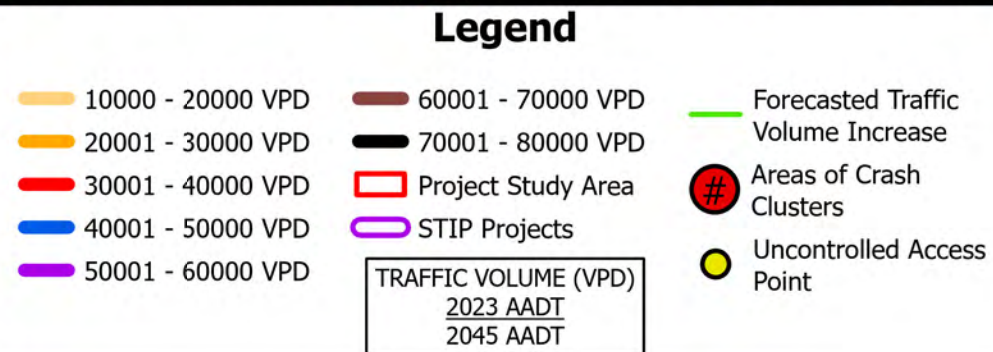 Legend
10000 - 20000 VPD
20001 - 30000 VPD
30001 - 40000 VPD
40001 - 50000 VPD
50001 - 60000 VPD
60001 - 70000 VPD
70001 - 80000 VPD
Project Study Area
STIP Projects
TRAFFIC VOLUME (VPD)
2023 AADT
2045 AADT
Forecasted Traffic
Volume Increase
#
Areas of Crash
Clusters
Uncontrolled Access
Point